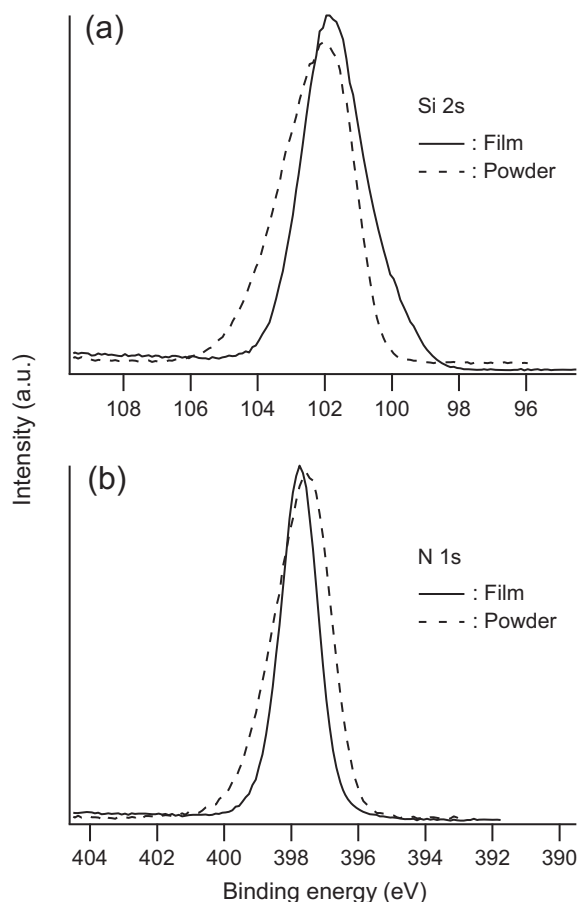 (a)
Si 2s
: Film
: Powder
108 106 104 102 100 98 96
Intensity (a.u.)
(b)
N 1s
: Film
: Powder
404 402 400 398 396 394 392 390
Binding energy (eV)